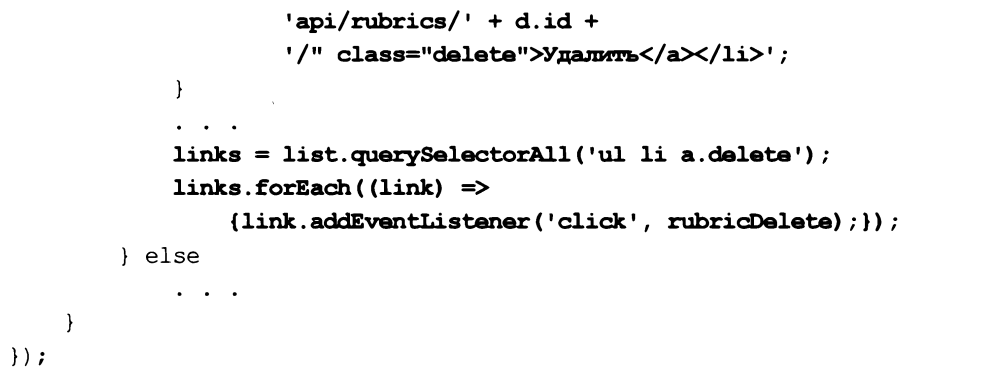 'api/rubrics/' + d.id +
'/" class="delete">Удалить</a></li>';
}
. . .
links = list.querySelectorAll('ul li a.delete');
links.forEach((link) =>
{link.addEventListener('click', rubricDelete);});
} else
. . .
}
});